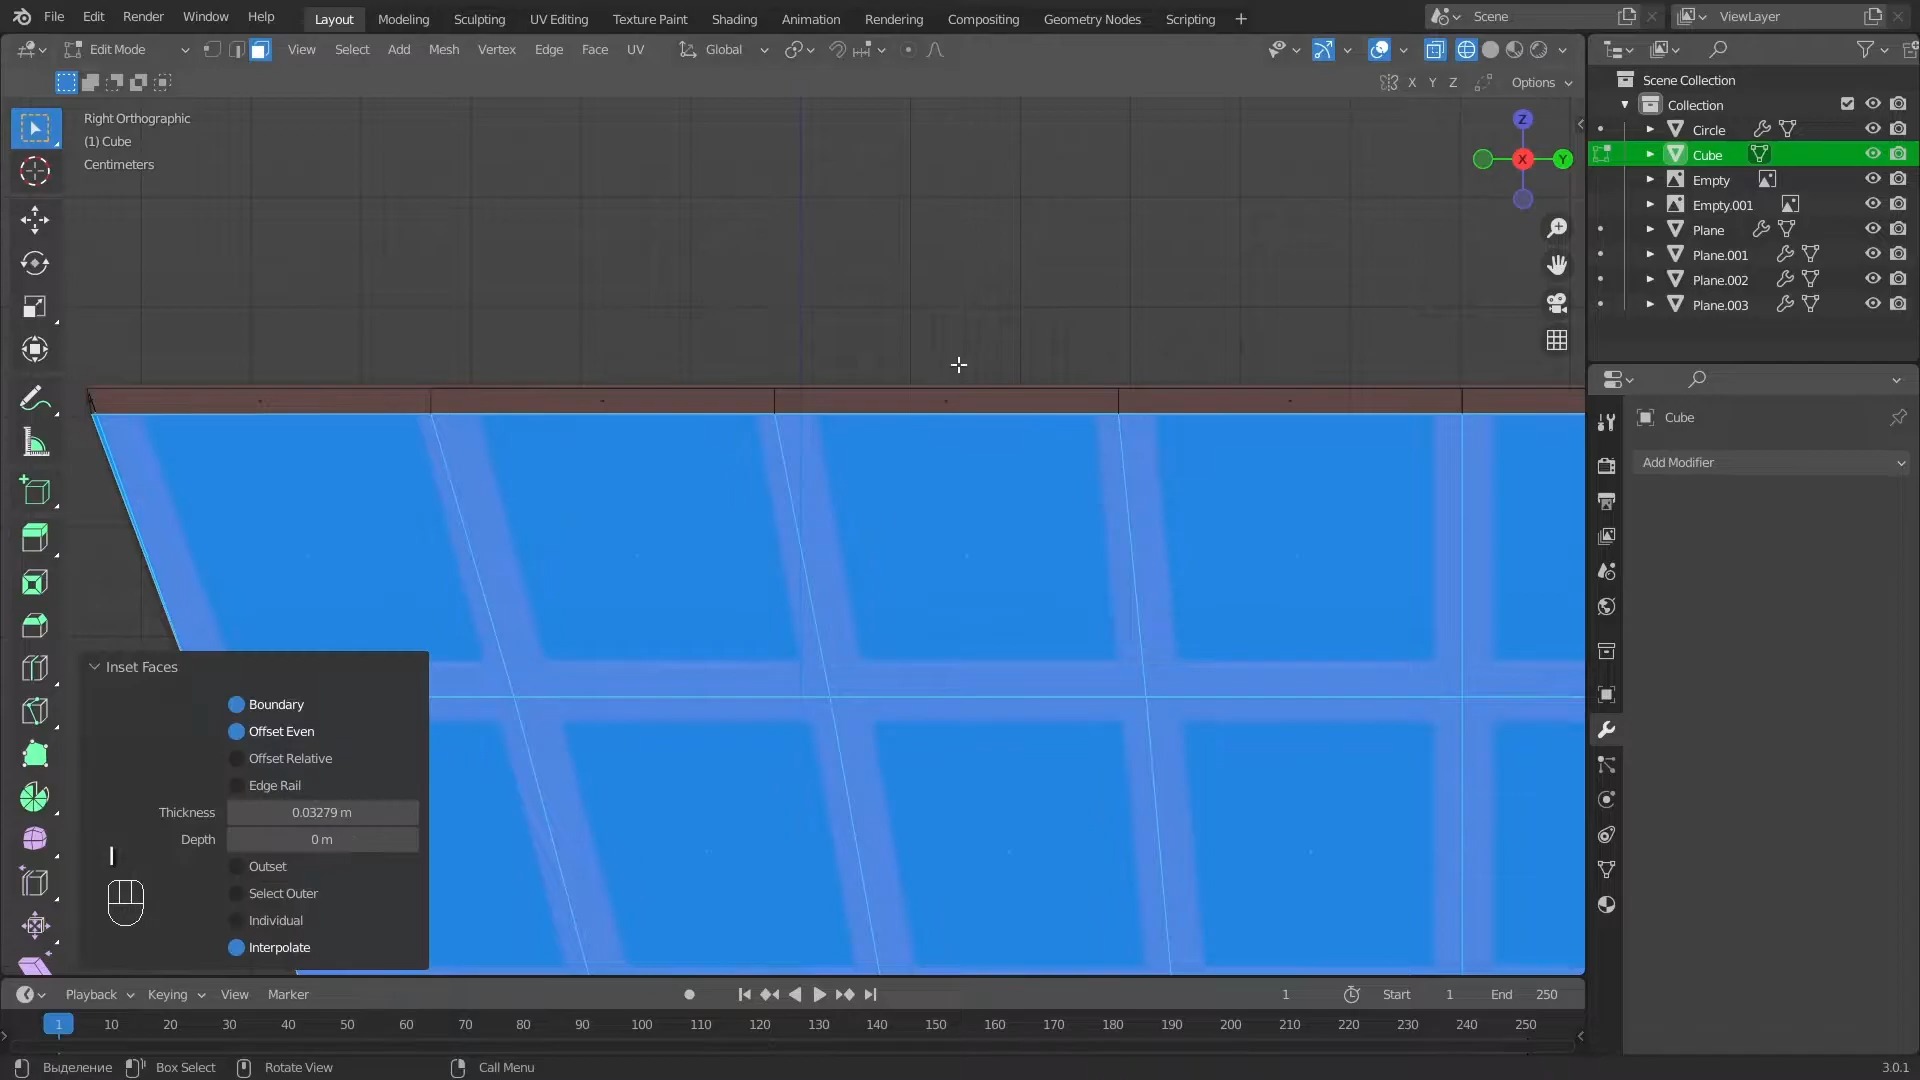 File Edit Render Window Help Layout Modeling Sculpting UV Editing Texture Paint Shading Animation Rendering Compositing Geometry Nodes Scripting + Scene ViewLayer
Edit Mode View Select Add Mesh Vertex Edge Face UV Global
X Y Z Options
Right Orthographic
(1) Cube
Centimeters
Z
X
Y
Scene Collection
Collection
Circle
Cube
Empty
Empty.001
Plane
Plane.001
Plane.002
Plane.003
Cube
Add Modifier
Inset Faces
Boundary
Offset Even
Offset Relative
Edge Rail
Thickness 0.03279 m
Depth 0 m
Outset
Select Outer
Individual
Interpolate
I
Playback Keying View Marker 1 Start 1 End 250
1 10 20 30 40 50 60 70 80 90 100 110 120 130 140 150 160 170 180 190 200 210 220 230 240 250
Выделение Box Select Rotate View Call Menu 3.0.1